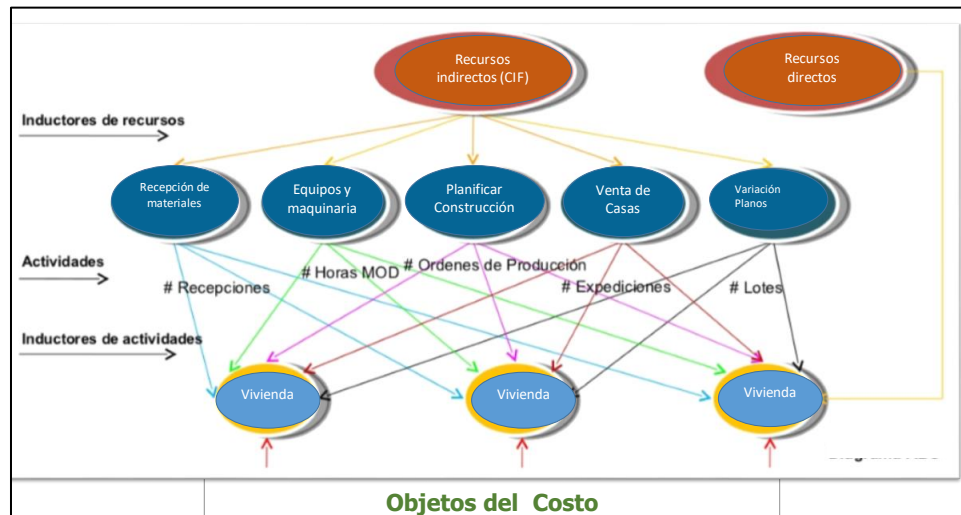 Recursos
indirectos (CIF)
Recursos
directos
Inductores de recursos
Recepción de
materiales
Equipos y
maquinaria
Planificar
Construcción
Venta de
Casas
Variación
Planos
Actividades
# Recepciones
# Horas MOD
# Ordenes de Producción
# Expediciones
# Lotes
Inductores de actividades
Vivienda
Vivienda
Vivienda
Objetos del Costo